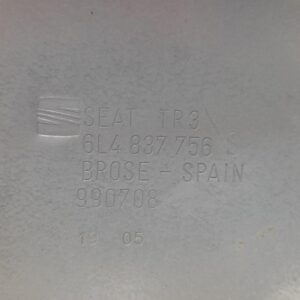 SEAT TR3
6L4 837 756 S
BROSE - SPAIN
990708
05